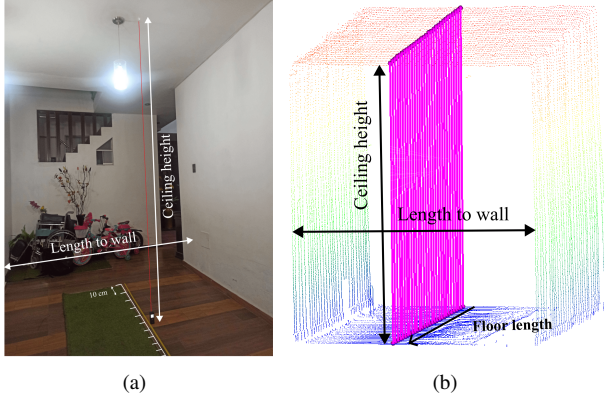 Ceiling height
Length to wall
10 cm
Ceiling height
Length to wall
Floor length
(a)
(b)